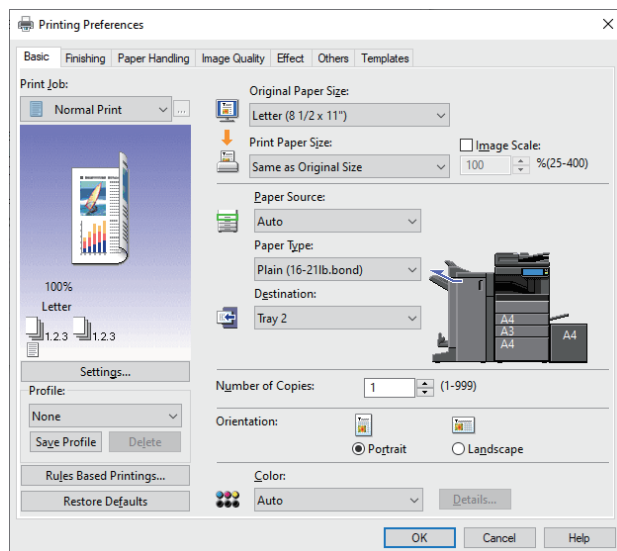 Printing Preferences
Basic Finishing Paper Handling Image Quality Effect Others Templates
Print Job:
Normal Print
...
100%
Letter
1.2.3 1.2.3
Settings...
Profile:
None
Save Profile Delete
Rules Based Printings...
Restore Defaults
Original Paper Size:
Letter (8 1/2 x 11")
Print Paper Size:
Same as Original Size
Image Scale:
100 %(25-400)
Paper Source:
Auto
Paper Type:
Plain (16-21lb.bond)
Destination:
Tray 2
A4
A3
A4
A4
Number of Copies: 1 (1-999)
Orientation:
Portrait Landscape
Color:
Auto
Details...
OK Cancel Help